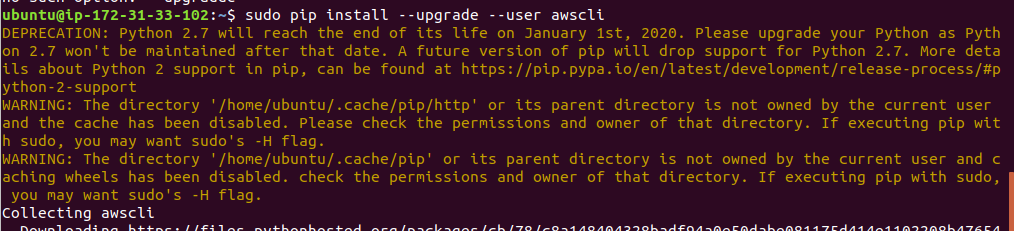 no such option: --upgradude
ubuntu@ip-172-31-33-102:~$ sudo pip install --upgrade --user awscli
DEPRECATION: Python 2.7 will reach the end of its life on January 1st, 2020. Please upgrade your Python as Pyth
on 2.7 won't be maintained after that date. A future version of pip will drop support for Python 2.7. More deta
ils about Python 2 support in pip, can be found at https://pip.pypa.io/en/latest/development/release-process/#p
ython-2-support
WARNING: The directory '/home/ubuntu/.cache/pip/http' or its parent directory is not owned by the current user
and the cache has been disabled. Please check the permissions and owner of that directory. If executing pip wit
h sudo, you may want sudo's -H flag.
WARNING: The directory '/home/ubuntu/.cache/pip' or its parent directory is not owned by the current user and c
aching wheels has been disabled. check the permissions and owner of that directory. If executing pip with sudo,
 you may want sudo's -H flag.
Collecting awscli
  Downloading